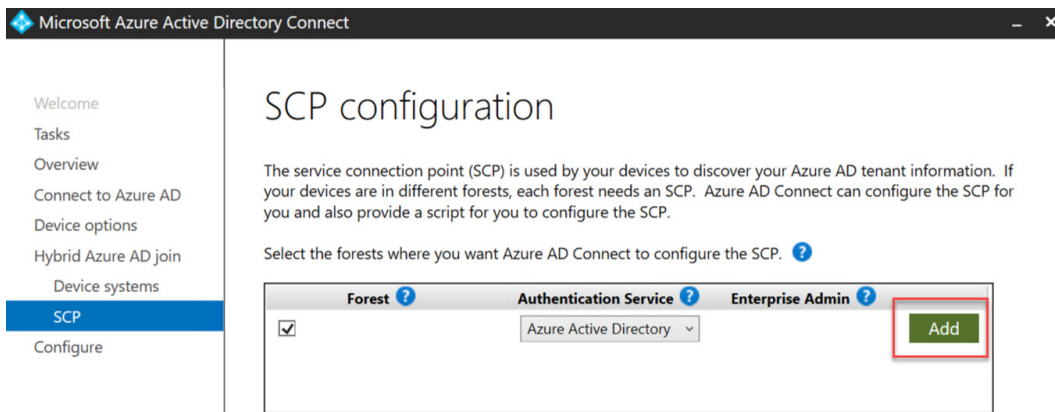 Microsoft Azure Active Directory Connect
Welcome
Tasks
Overview
Connect to Azure AD
Device options
Hybrid Azure AD join
Device systems
SCP
Configure
SCP configuration
The service connection point (SCP) is used by your devices to discover your Azure AD tenant information. If
your devices are in different forests, each forest needs an SCP. Azure AD Connect can configure the SCP for
you and also provide a script for you to configure the SCP.
Select the forests where you want Azure AD Connect to configure the SCP. ?
Forest ? Authentication Service ? Enterprise Admin ?
Azure Active Directory Add